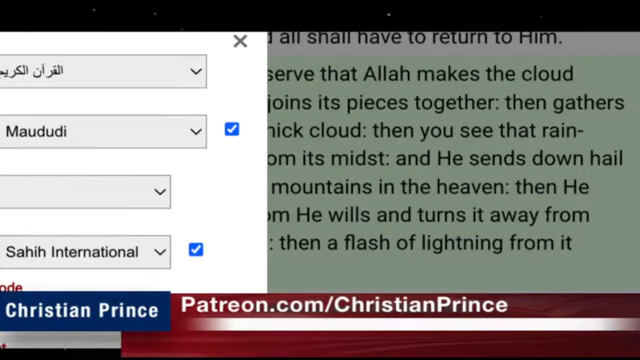 d all shall have to return to Him.
القرآن الكريم
serve that Allah makes the cloud
joins its pieces together: then gathers
Maududi
hick cloud: then you see that rain-
om its midst: and He sends down hail
mountains in the heaven: then He
om He wills and turns it away from
Sahih International
: then a flash of lightning from it
ode
Christian Prince
Patreon.com/ChristianPrince